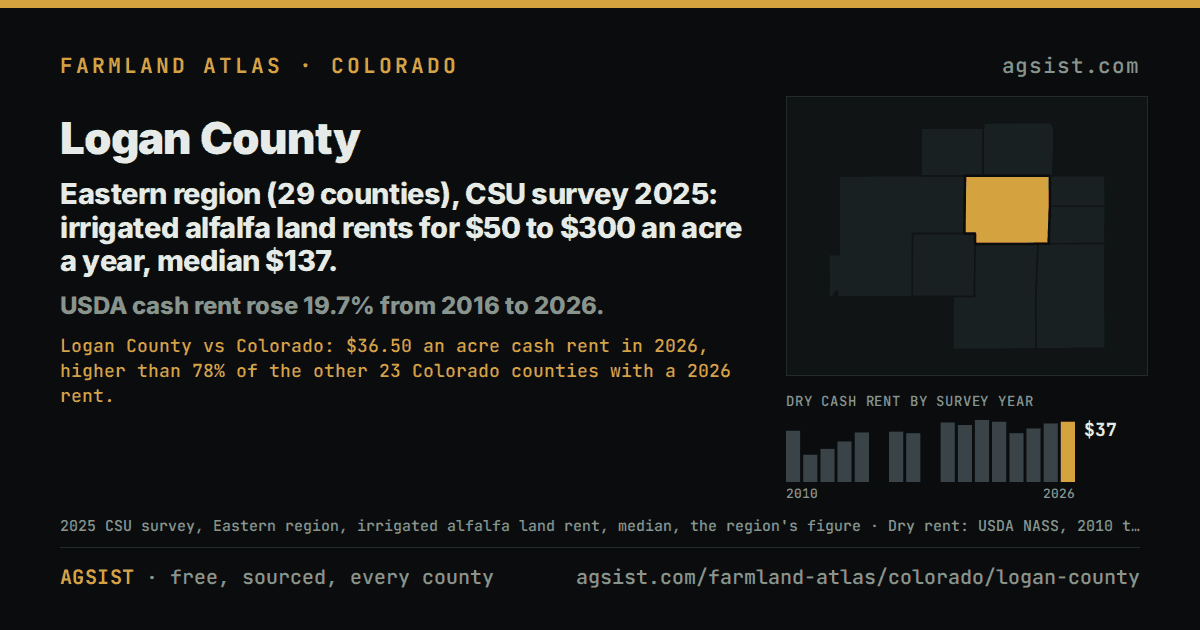 FARMLAND ATLAS · COLORADO
agsist.com
Logan County
Eastern region (29 counties), CSU survey 2025:
irrigated alfalfa land rents for $50 to $300 an acre
a year, median $137.
USDA cash rent rose 19.7% from 2016 to 2026.
Logan County vs Colorado: $36.50 an acre cash rent in 2026,
higher than 78% of the other 23 Colorado counties with a 2026
rent.
DRY CASH RENT BY SURVEY YEAR
$37
2010
2026
2025 CSU survey, Eastern region, irrigated alfalfa land rent, median, the region's figure · Dry rent: USDA NASS, 2010 t…
AGSIST · free, sourced, every county
agsist.com/farmland-atlas/colorado/logan-county